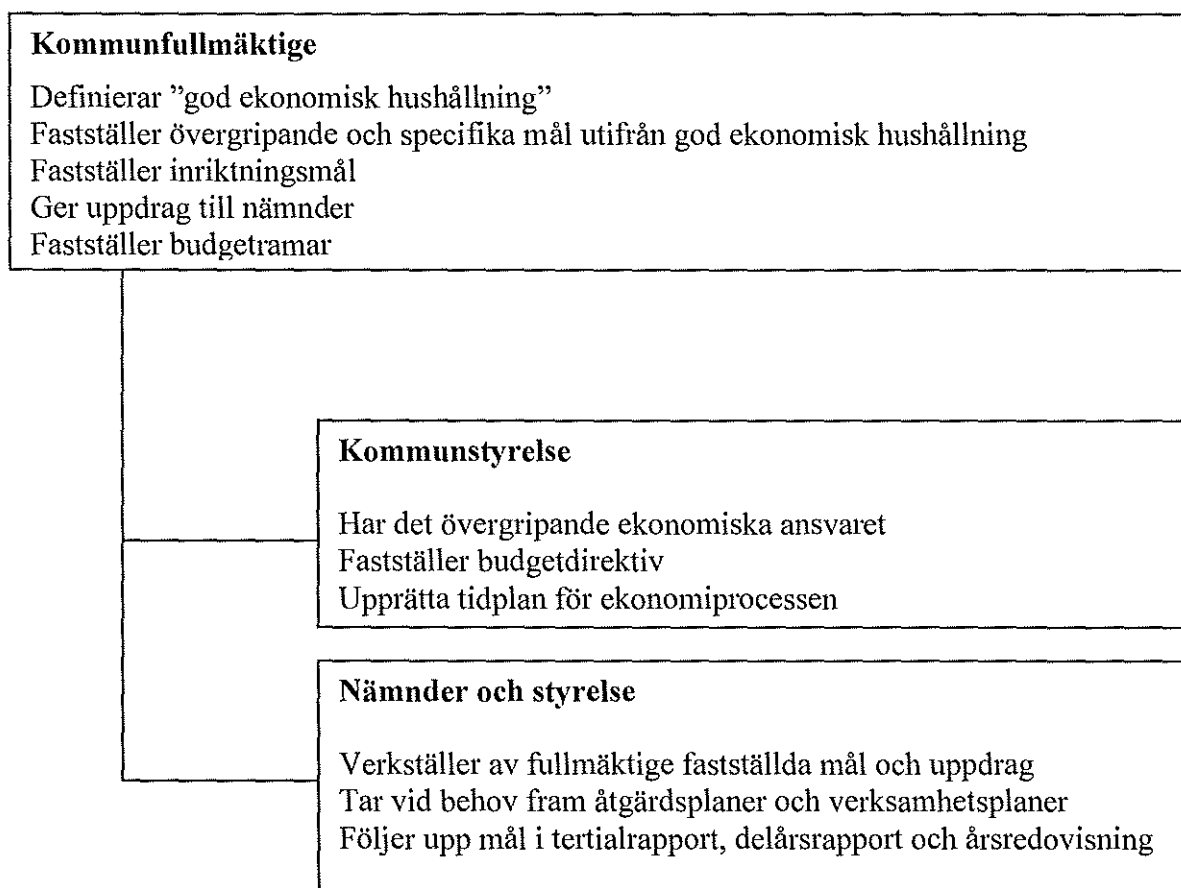 Kommunfullmäktige
Definierar ”god ekonomisk hushållning”
Fastställer övergripande och specifika mål utifrån god ekonomisk hushållning
Fastställer inriktningsmål
Ger uppdrag till nämnder
Fastställer budgetramar
Kommunstyrelse
Har det övergripande ekonomiska ansvaret
Fastställer budgetdirektiv
Upprätta tidplan för ekonomiprocessen
Nämnder och styrelse
Verkställer av fullmäktige fastställda mål och uppdrag
Tar vid behov fram åtgärdsplaner och verksamhetsplaner
Följer upp mål i tertialrapport, delårsrapport och årsredovisning